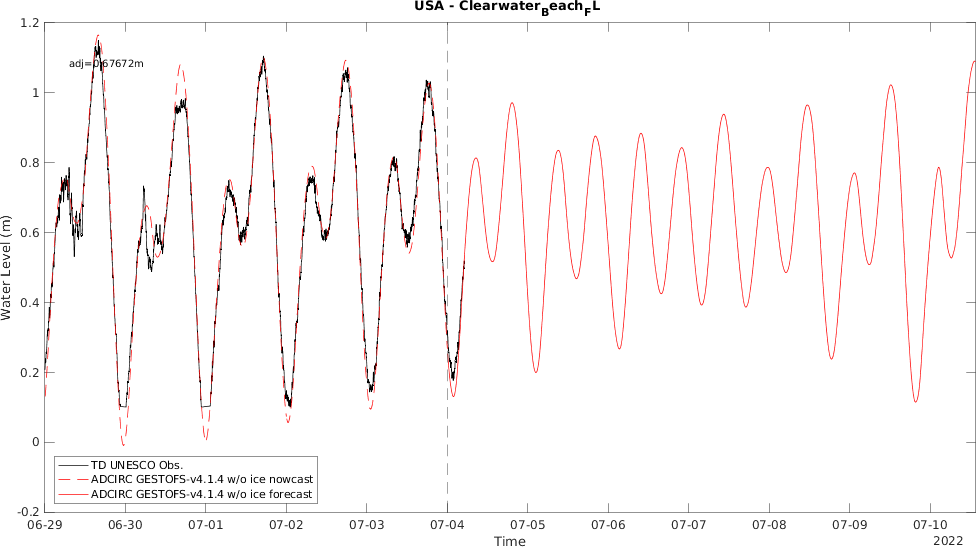 USA - ClearwaterBeachFL
adj=0.67672m
1.2
1
0.8
0.6
0.4
0.2
0
-0.2
Water Level (m)
TD UNESCO Obs.
ADCIRC GESTOFS-v4.1.4 w/o ice nowcast
ADCIRC GESTOFS-v4.1.4 w/o ice forecast
06-29 06-30 07-01 07-02 07-03 07-04 07-05 07-06 07-07 07-08 07-09 07-10
Time
2022